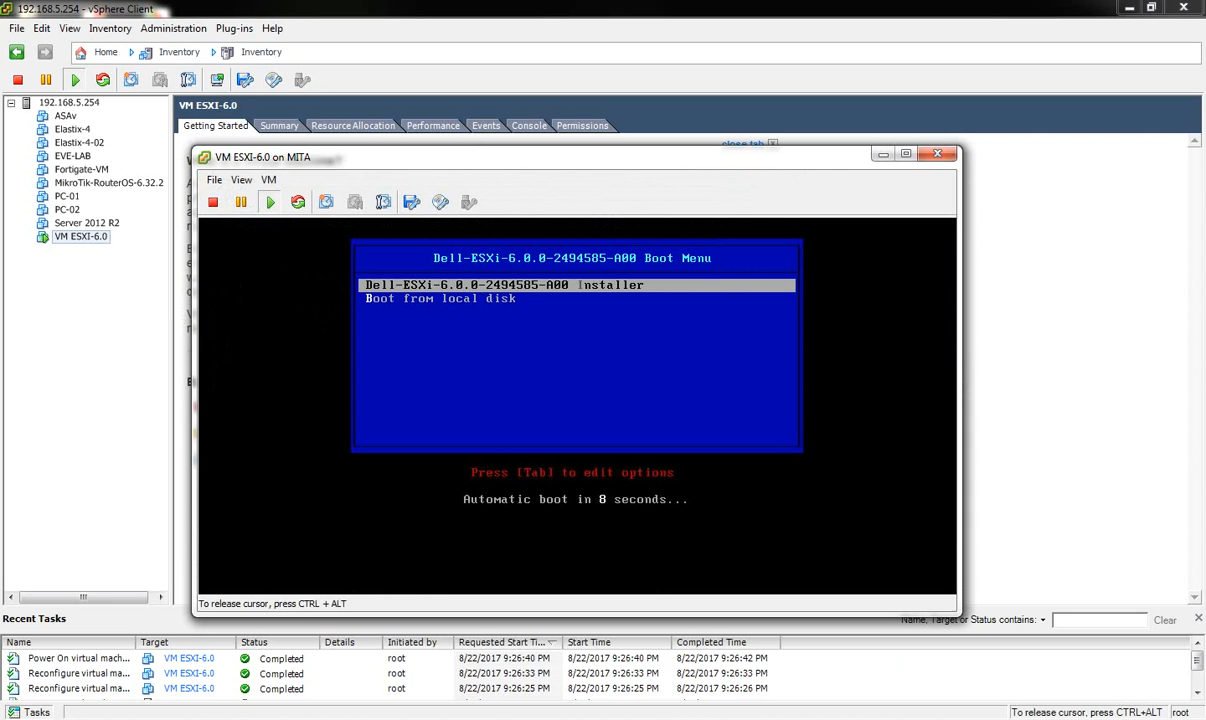 192.168.5.254 - vSphere Client
File Edit View Inventory Administration Plug-ins Help
Home Inventory Inventory
192.168.5.254
ASAv
Elastix-4
Elastix-4-02
EVE-LAB
Fortigate-VM
MikroTik-RouterOS-6.32.2
PC-01
PC-02
Server 2012 R2
VM ESXI-6.0
VM ESXI-6.0
Getting Started Summary Resource Allocation Performance Events Console Permissions
close tab
VM ESXI-6.0 on MITA
File View VM
Dell-ESXi-6.0.0-2494585-A00 Boot Menu
Dell-ESXi-6.0.0-2494585-A00 Installer
Boot from local disk
Press [Tab] to edit options
Automatic boot in 8 seconds...
To release cursor, press CTRL + ALT
Recent Tasks
Name, Target or Status contains: Clear
Name Target Status Details Initiated by Requested Start Ti... Start Time Completed Time
Power On virtual mach... VM ESXI-6.0 Completed root 8/22/2017 9:26:40 PM 8/22/2017 9:26:40 PM 8/22/2017 9:26:42 PM
Reconfigure virtual ma... VM ESXI-6.0 Completed root 8/22/2017 9:26:33 PM 8/22/2017 9:26:33 PM 8/22/2017 9:26:33 PM
Reconfigure virtual ma... VM ESXI-6.0 Completed root 8/22/2017 9:26:25 PM 8/22/2017 9:26:25 PM 8/22/2017 9:26:26 PM
Tasks To release cursor, press CTRL+ALT root